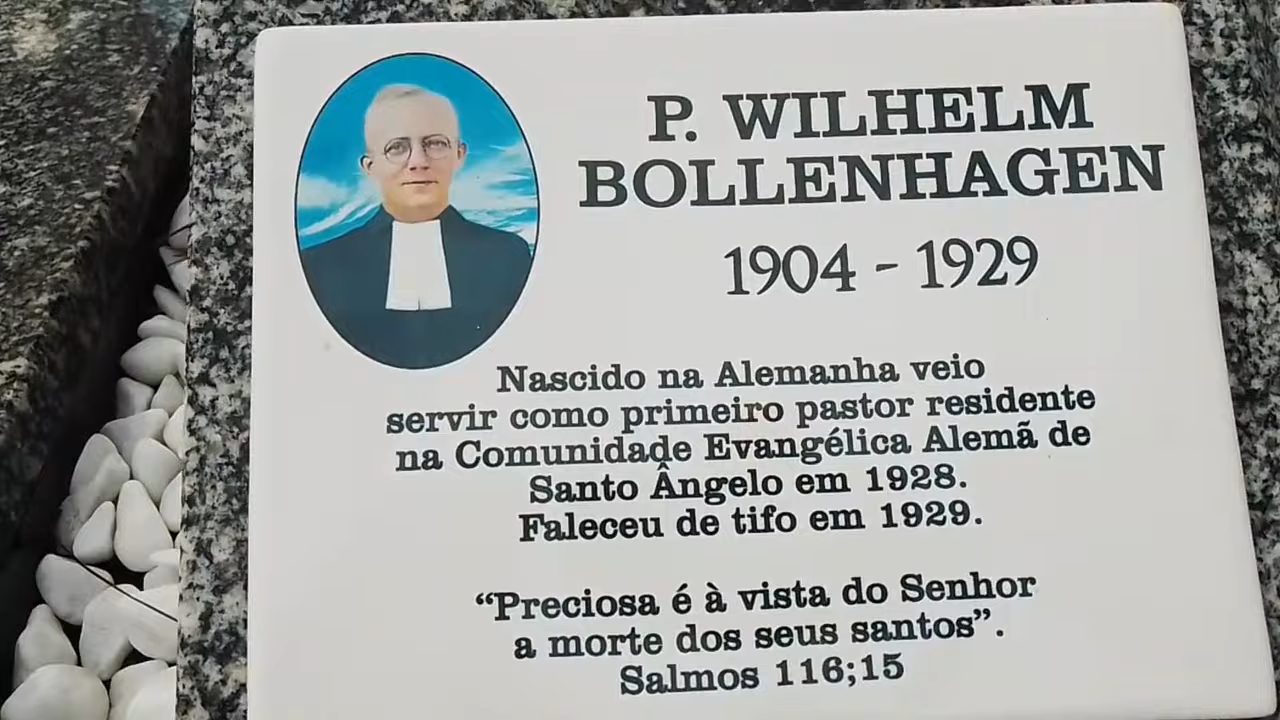 P. WILHELM
BOLLENHAGEN
1904 - 1929
Nascido na Alemanha veio
servir como primeiro pastor residente
na Comunidade Evangélica Alemã de
Santo Ângelo em 1928.
Faleceu de tifo em 1929.
“Preciosa é à vista do Senhor
a morte dos seus santos”.
Salmos 116;15